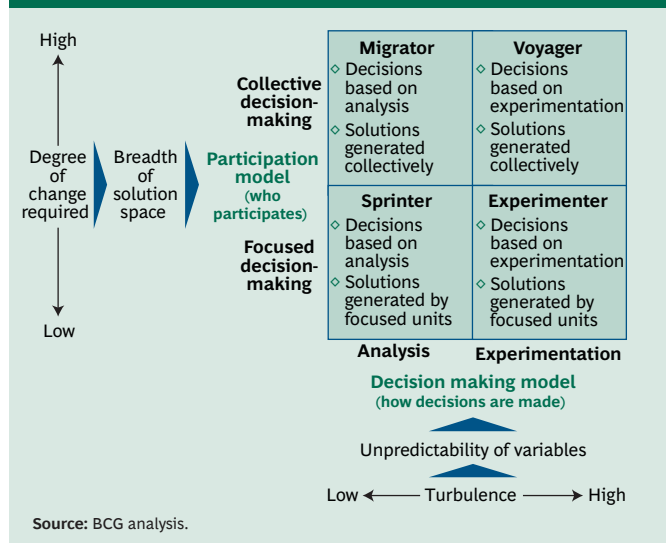 High
Degree
of
change
required
Low
Breadth
of
solution
space
Collective
decision-
making
Participation
model
(who
participates)
Focused
decision-
making
Migrator
◇ Decisions
based on
analysis
◇ Solutions
generated
collectively
Voyager
◇ Decisions
based on
experimentation
◇ Solutions
generated
collectively
Sprinter
◇ Decisions
based on
analysis
◇ Solutions
generated by
focused units
Experimenter
◇ Decisions
based on
experimentation
◇ Solutions
generated by
focused units
Analysis
Experimentation
Decision making model
(how decisions are made)
Unpredictability of variables
Low Turbulence High
Source: BCG analysis.